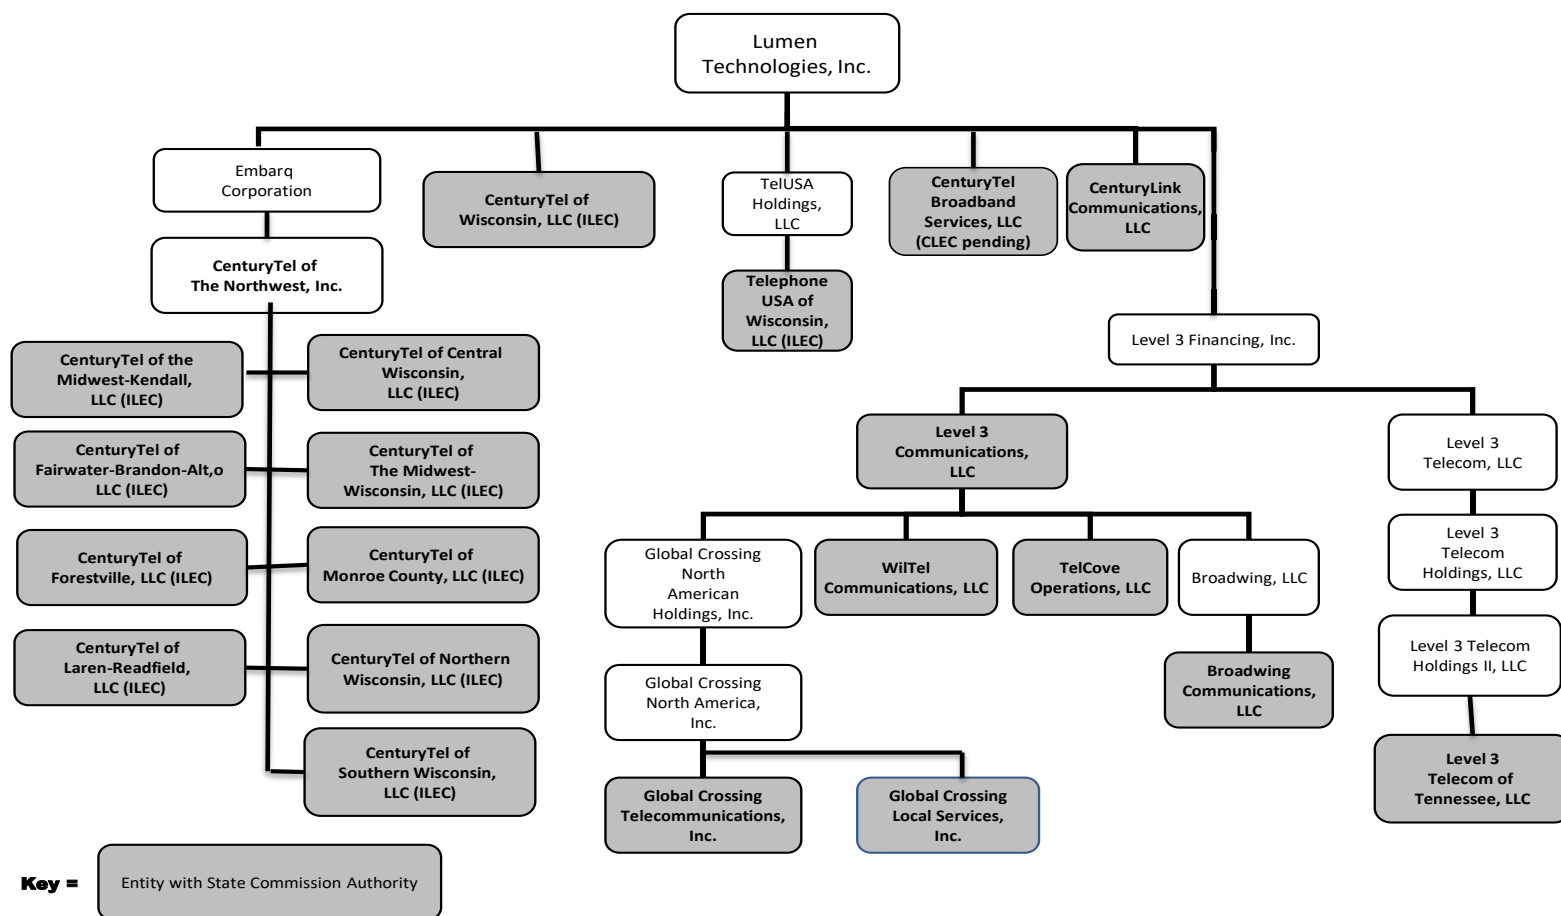 Lumen
Technologies, Inc.
Embarq
Corporation
CenturyTel of
Wisconsin, LLC (ILEC)
TelUSA
Holdings,
LLC
CenturyTel
Broadband
Services, LLC
(CLEC pending)
CenturyLink
Communications,
LLC
CenturyTel of
The Northwest, Inc.
Telephone
USA of
Wisconsin,
LLC (ILEC)
Level 3 Financing, Inc.
CenturyTel of the
Midwest-Kendall,
LLC (ILEC)
CenturyTel of Central
Wisconsin,
LLC (ILEC)
CenturyTel of
Fairwater-Brandon-Alt,o
LLC (ILEC)
CenturyTel of
The Midwest-
Wisconsin, LLC (ILEC)
CenturyTel of
Forestville, LLC (ILEC)
CenturyTel of
Monroe County, LLC (ILEC)
CenturyTel of
Laren-Readfield,
LLC (ILEC)
CenturyTel of Northern
Wisconsin, LLC (ILEC)
CenturyTel of
Southern Wisconsin,
LLC (ILEC)
Level 3
Communications,
LLC
Level 3
Telecom, LLC
Global Crossing
North
American
Holdings, Inc.
WilTel
Communications, LLC
TelCove
Operations, LLC
Broadwing, LLC
Level 3
Telecom
Holdings, LLC
Global Crossing
North America,
Inc.
Broadwing
Communications,
LLC
Level 3 Telecom
Holdings II, LLC
Global Crossing
Telecommunications,
Inc.
Global Crossing
Local Services,
Inc.
Level 3
Telecom of
Tennessee, LLC
Key =
Entity with State Commission Authority